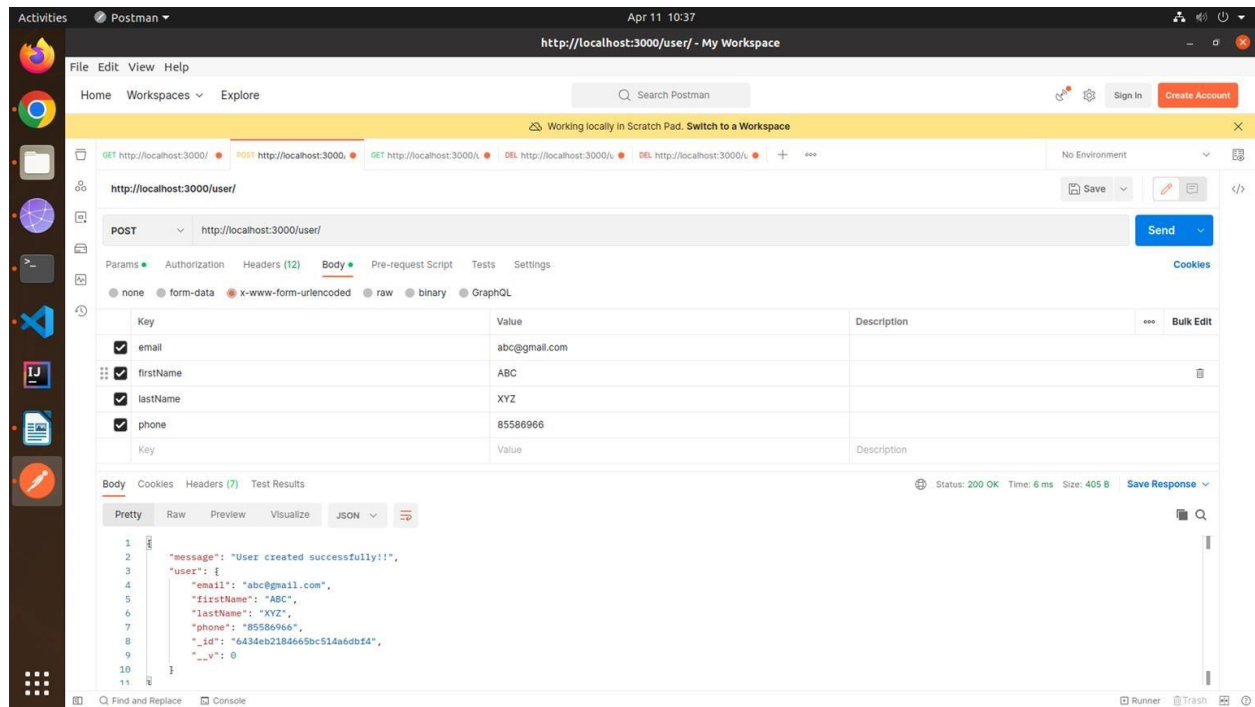 Activities Postman Apr 11 10:37
http://localhost:3000/user/ - My Workspace
File Edit View Help
Home Workspaces Explore Search Postman Sign In Create Account
Working locally in Scratch Pad. Switch to a Workspace
GET http://localhost:3000/ POST http://localhost:3000, GET http://localhost:3000/u DEL http://localhost:3000/u DEL http://localhost:3000/u + No Environment
http://localhost:3000/user/ Save </>
POST http://localhost:3000/user/ Send
Params Authorization Headers (12) Body Pre-request Script Tests Settings Cookies
none form-data x-www-form-urlencoded raw binary GraphQL
Key Value Description Bulk Edit
email abc@gmail.com
firstName ABC
lastName XYZ
phone 85586966
Key Value Description
Body Cookies Headers (7) Test Results Status: 200 OK Time: 6 ms Size: 405 B Save Response
Pretty Raw Preview Visualize JSON
1 {
2 "message": "User created successfully!!",
3 "user": {
4 "email": "abc@gmail.com",
5 "firstName": "ABC",
6 "lastName": "XYZ",
7 "phone": "85586966",
8 "_id": "6434eb2184665bc514a6dbf4",
9 "__v": 0
10 }
11 }
Find and Replace Console Runner Trash